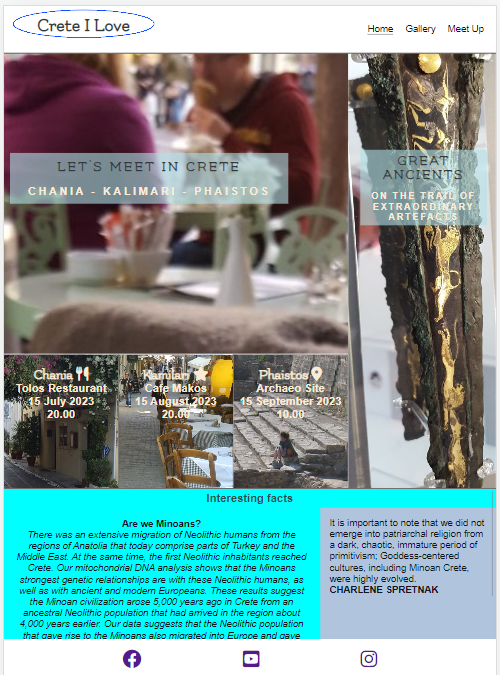 Crete I Love
Home Gallery Meet Up
LET'S MEET IN CRETE
CHANIA - KALIMARI - PHAISTOS
GREAT
ANCIENTS
ON THE TRAIL OF
EXTRAORDINARY
ARTEFACTS
Chania
Tolos Restaurant
15 July 2023
20.00
Kamilari
Cafe Makos
15 August 2023
20.00
Phaistos
Archaeo Site
15 September 2023
10.00
Interesting facts
Are we Minoans?
There was an extensive migration of Neolithic humans from the
regions of Anatolia that today comprise parts of Turkey and the
Middle East. At the same time, the first Neolithic inhabitants reached
Crete. Our mitochondrial DNA analysis shows that the Minoans
strongest genetic relationships are with these Neolithic humans, as
well as with ancient and modern Europeans. These results suggest
the Minoan civilization arose 5,000 years ago in Crete from an
ancestral Neolithic population that had arrived in the region about
4,000 years earlier. Our data suggests that the Neolithic population
that gave rise to the Minoans also migrated into Europe and gave
It is important to note that we did not
emerge into patriarchal religion from
a dark, chaotic, immature period of
primitivism; Goddess-centered
cultures, including Minoan Crete,
were highly evolved.
CHARLENE SPRETNAK